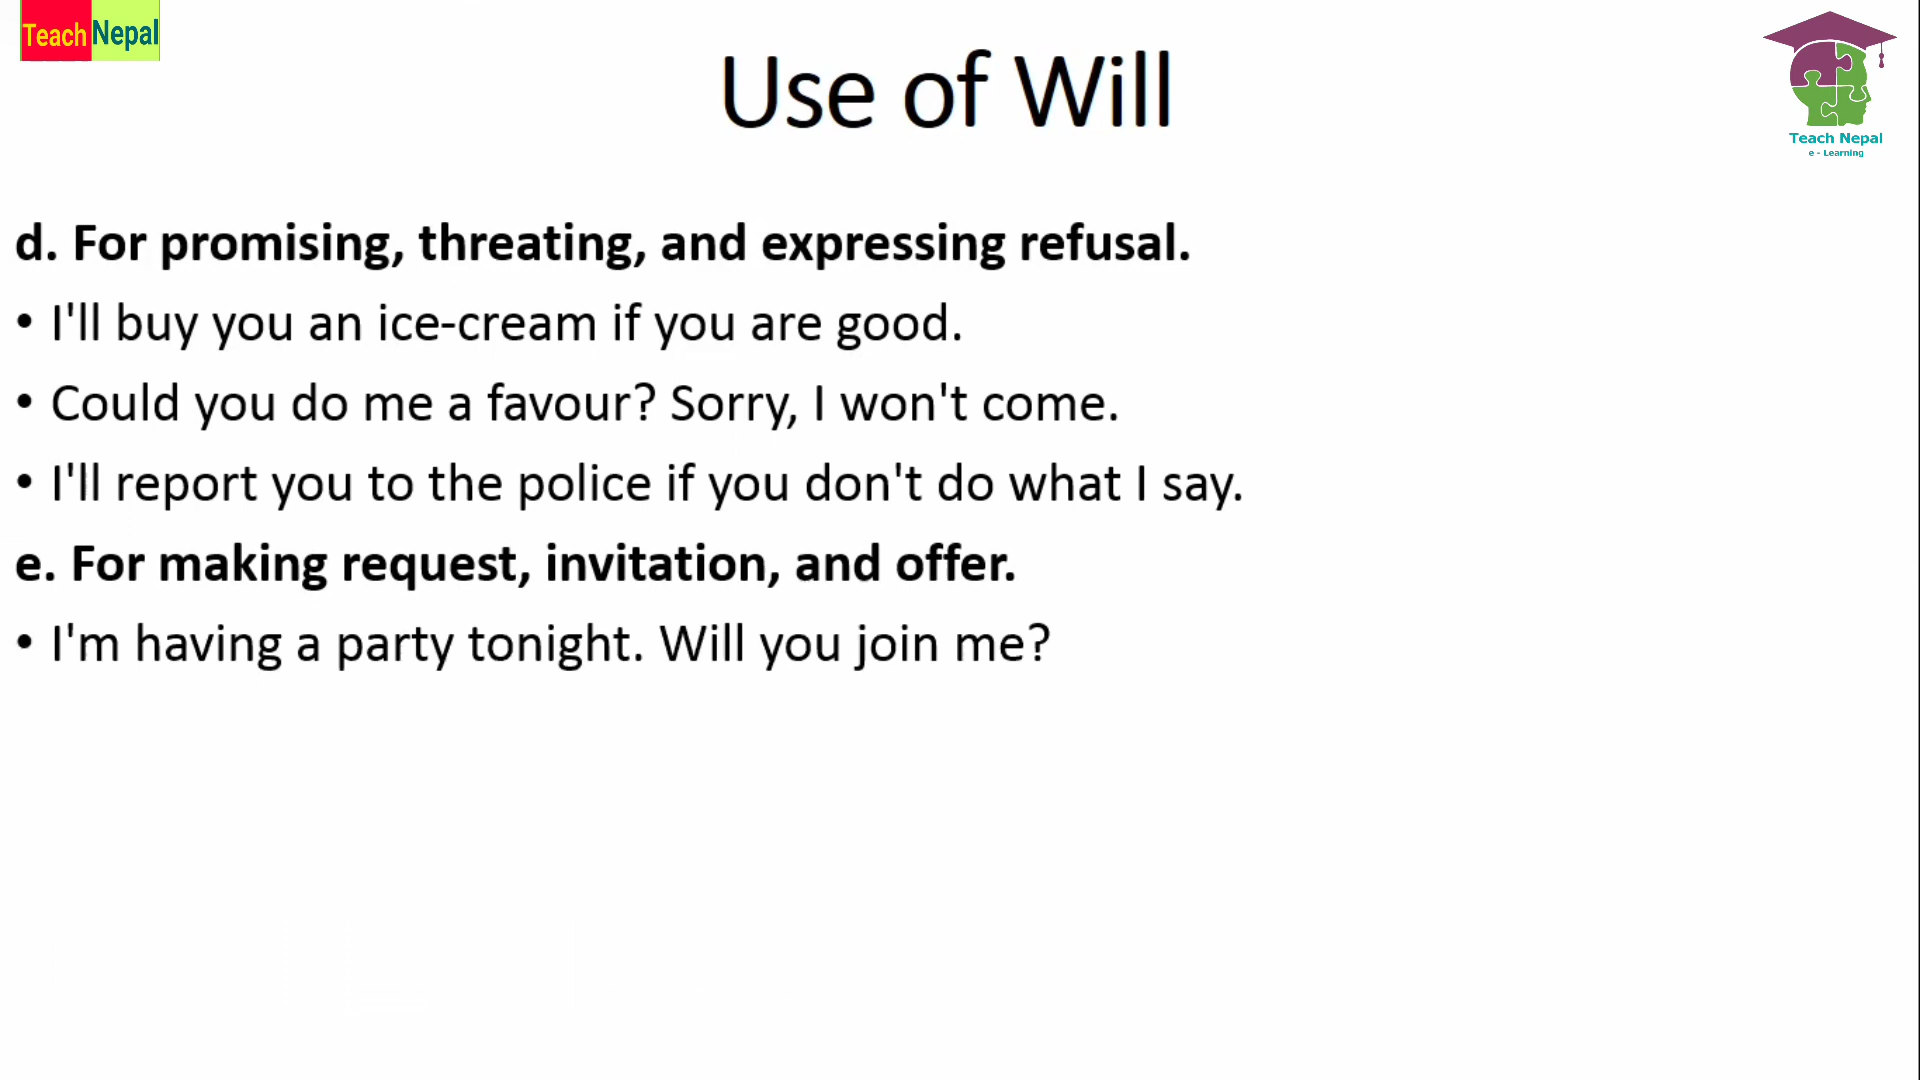 Teach Nepal
Use of Will
Teach Nepal
e - Learning
d. For promising, threating, and expressing refusal.
• I'll buy you an ice-cream if you are good.
• Could you do me a favour? Sorry, I won't come.
• I'll report you to the police if you don't do what I say.
e. For making request, invitation, and offer.
• I'm having a party tonight. Will you join me?